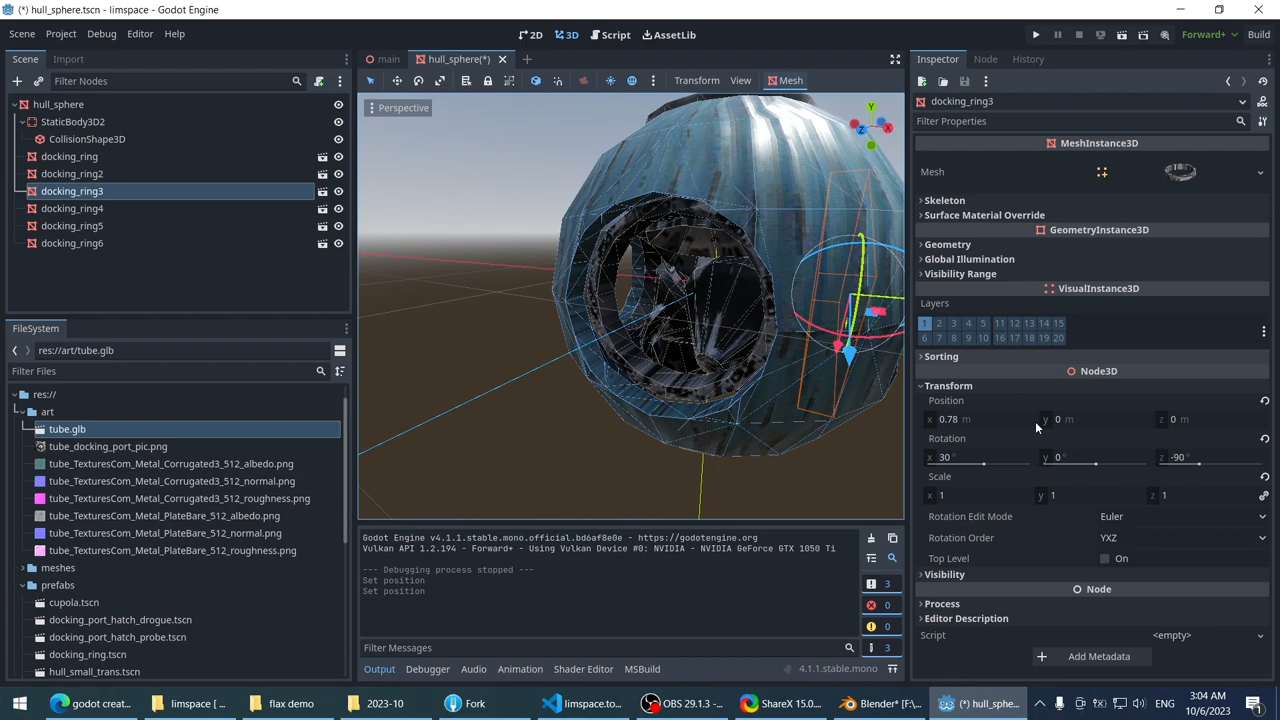 (*) hull_sphere.tscn - limspace - Godot Engine
Scene Project Debug Editor Help
2D 3D Script AssetLib
Forward+ Build
Scene Import
main hull_sphere(*)
Inspector Node History
Filter Nodes
Transform View Mesh
hull_sphere
StaticBody3D2
CollisionShape3D
docking_ring
docking_ring2
docking_ring3
docking_ring4
docking_ring5
docking_ring6
Perspective
Y
X
Z
docking_ring3
Filter Properties
MeshInstance3D
Mesh
Skeleton
Surface Material Override
GeometryInstance3D
Geometry
Global Illumination
Visibility Range
VisualInstance3D
Layers
1 2 3 4 5 11 12 13 14 15
6 7 8 9 10 16 17 18 19 20
Sorting
Node3D
Transform
Position
x 0.78 m y 0 m z 0 m
Rotation
x 30 ° y 0 ° z -90 °
Scale
x 1 y 1 z 1
Rotation Edit Mode Euler
Rotation Order YXZ
Top Level On
Visibility
Node
Process
Editor Description
Script <empty>
Add Metadata
FileSystem
res://art/tube.glb
Filter Files
res://
art
tube.glb
tube_docking_port_pic.png
tube_TexturesCom_Metal_Corrugated3_512_albedo.png
tube_TexturesCom_Metal_Corrugated3_512_normal.png
tube_TexturesCom_Metal_Corrugated3_512_roughness.png
tube_TexturesCom_Metal_PlateBare_512_albedo.png
tube_TexturesCom_Metal_PlateBare_512_normal.png
tube_TexturesCom_Metal_PlateBare_512_roughness.png
meshes
prefabs
cupola.tscn
docking_port_hatch_drogue.tscn
docking_port_hatch_probe.tscn
docking_ring.tscn
hull_small_trans.tscn
Godot Engine v4.1.1.stable.mono.official.bd6af8e0e - https://godotengine.org
Vulkan API 1.2.194 - Forward+ - Using Vulkan Device #0: NVIDIA - NVIDIA GeForce GTX 1050 Ti
--- Debugging process stopped ---
Set position
Set position
3
0
0
3
Filter Messages
Output Debugger Audio Animation Shader Editor MSBuild 4.1.1.stable.mono
godot creat... limspace [ ... flax demo 2023-10 Fork limspace.to... OBS 29.1.3 -... ShareX 15.0... Blender* [F:\... (*) hull_sphe...
3:04 AM
10/6/2023
1